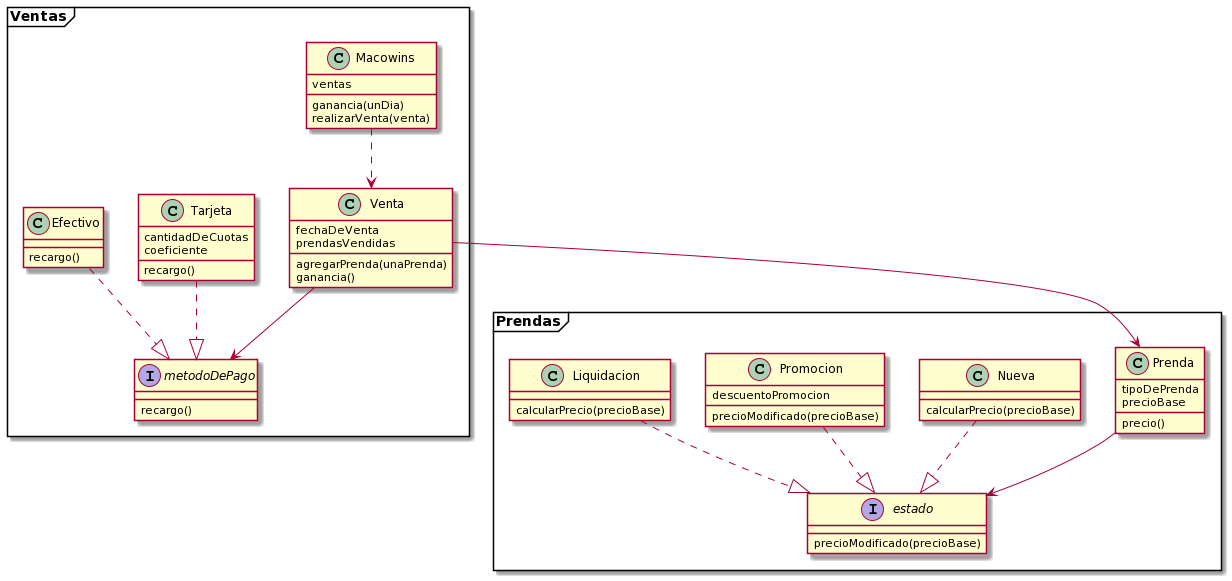 Ventas
C Macowins
ventas
ganancia(unDia)
realizarVenta(venta)
C Efectivo
recargo()
C Tarjeta
cantidadDeCuotas
coeficiente
recargo()
C Venta
fechaDeVenta
prendasVendidas
agregarPrenda(unaPrenda)
ganancia()
I metodoDePago
recargo()
Prendas
C Liquidacion
calcularPrecio(precioBase)
C Promocion
descuentoPromocion
precioModificado(precioBase)
C Nueva
calcularPrecio(precioBase)
C Prenda
tipoDePrenda
precioBase
precio()
I estado
precioModificado(precioBase)